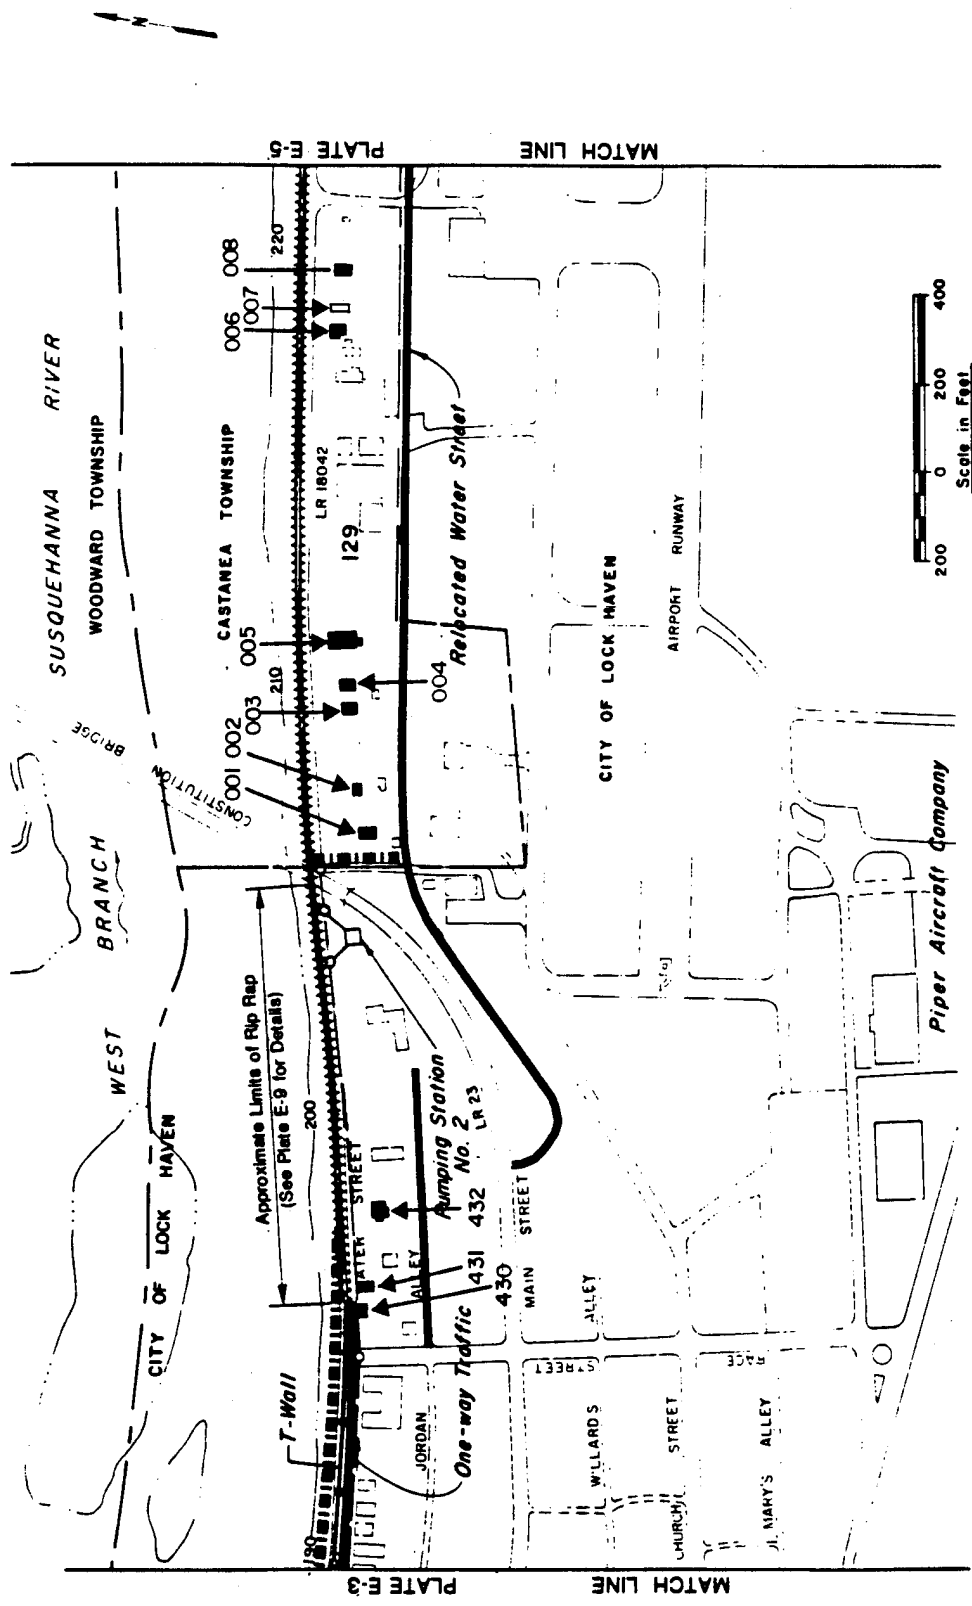 N
PLATE E-5
MATCH LINE
SUSQUEHANNA RIVER
WOODWARD TOWNSHIP
CASTANEA TOWNSHIP
220
008
007
006
LR 18042
129
Relocated Water Street
005
210
004
003
002
001
CONSTITUTION BRIDGE
WEST BRANCH
CITY OF LOCK HAVEN
AIRPORT RUNWAY
200 0 200 400
Scale in Feet
CITY OF LOCK HAVEN
Approximate Limits of Rip Rap
(See Plate E-9 for Details)
200
Pumping Station
No. 2
LR 23
Piper Aircraft Company
WATER STREET
432
431
430
ALLEY
MAIN STREET
T-Wall
One-way Traffic
JORDAN
ALLEY
WILLARDS
RACE STREET
CHURCH STREET
ST. MARY'S ALLEY
190
PLATE E-3
MATCH LINE